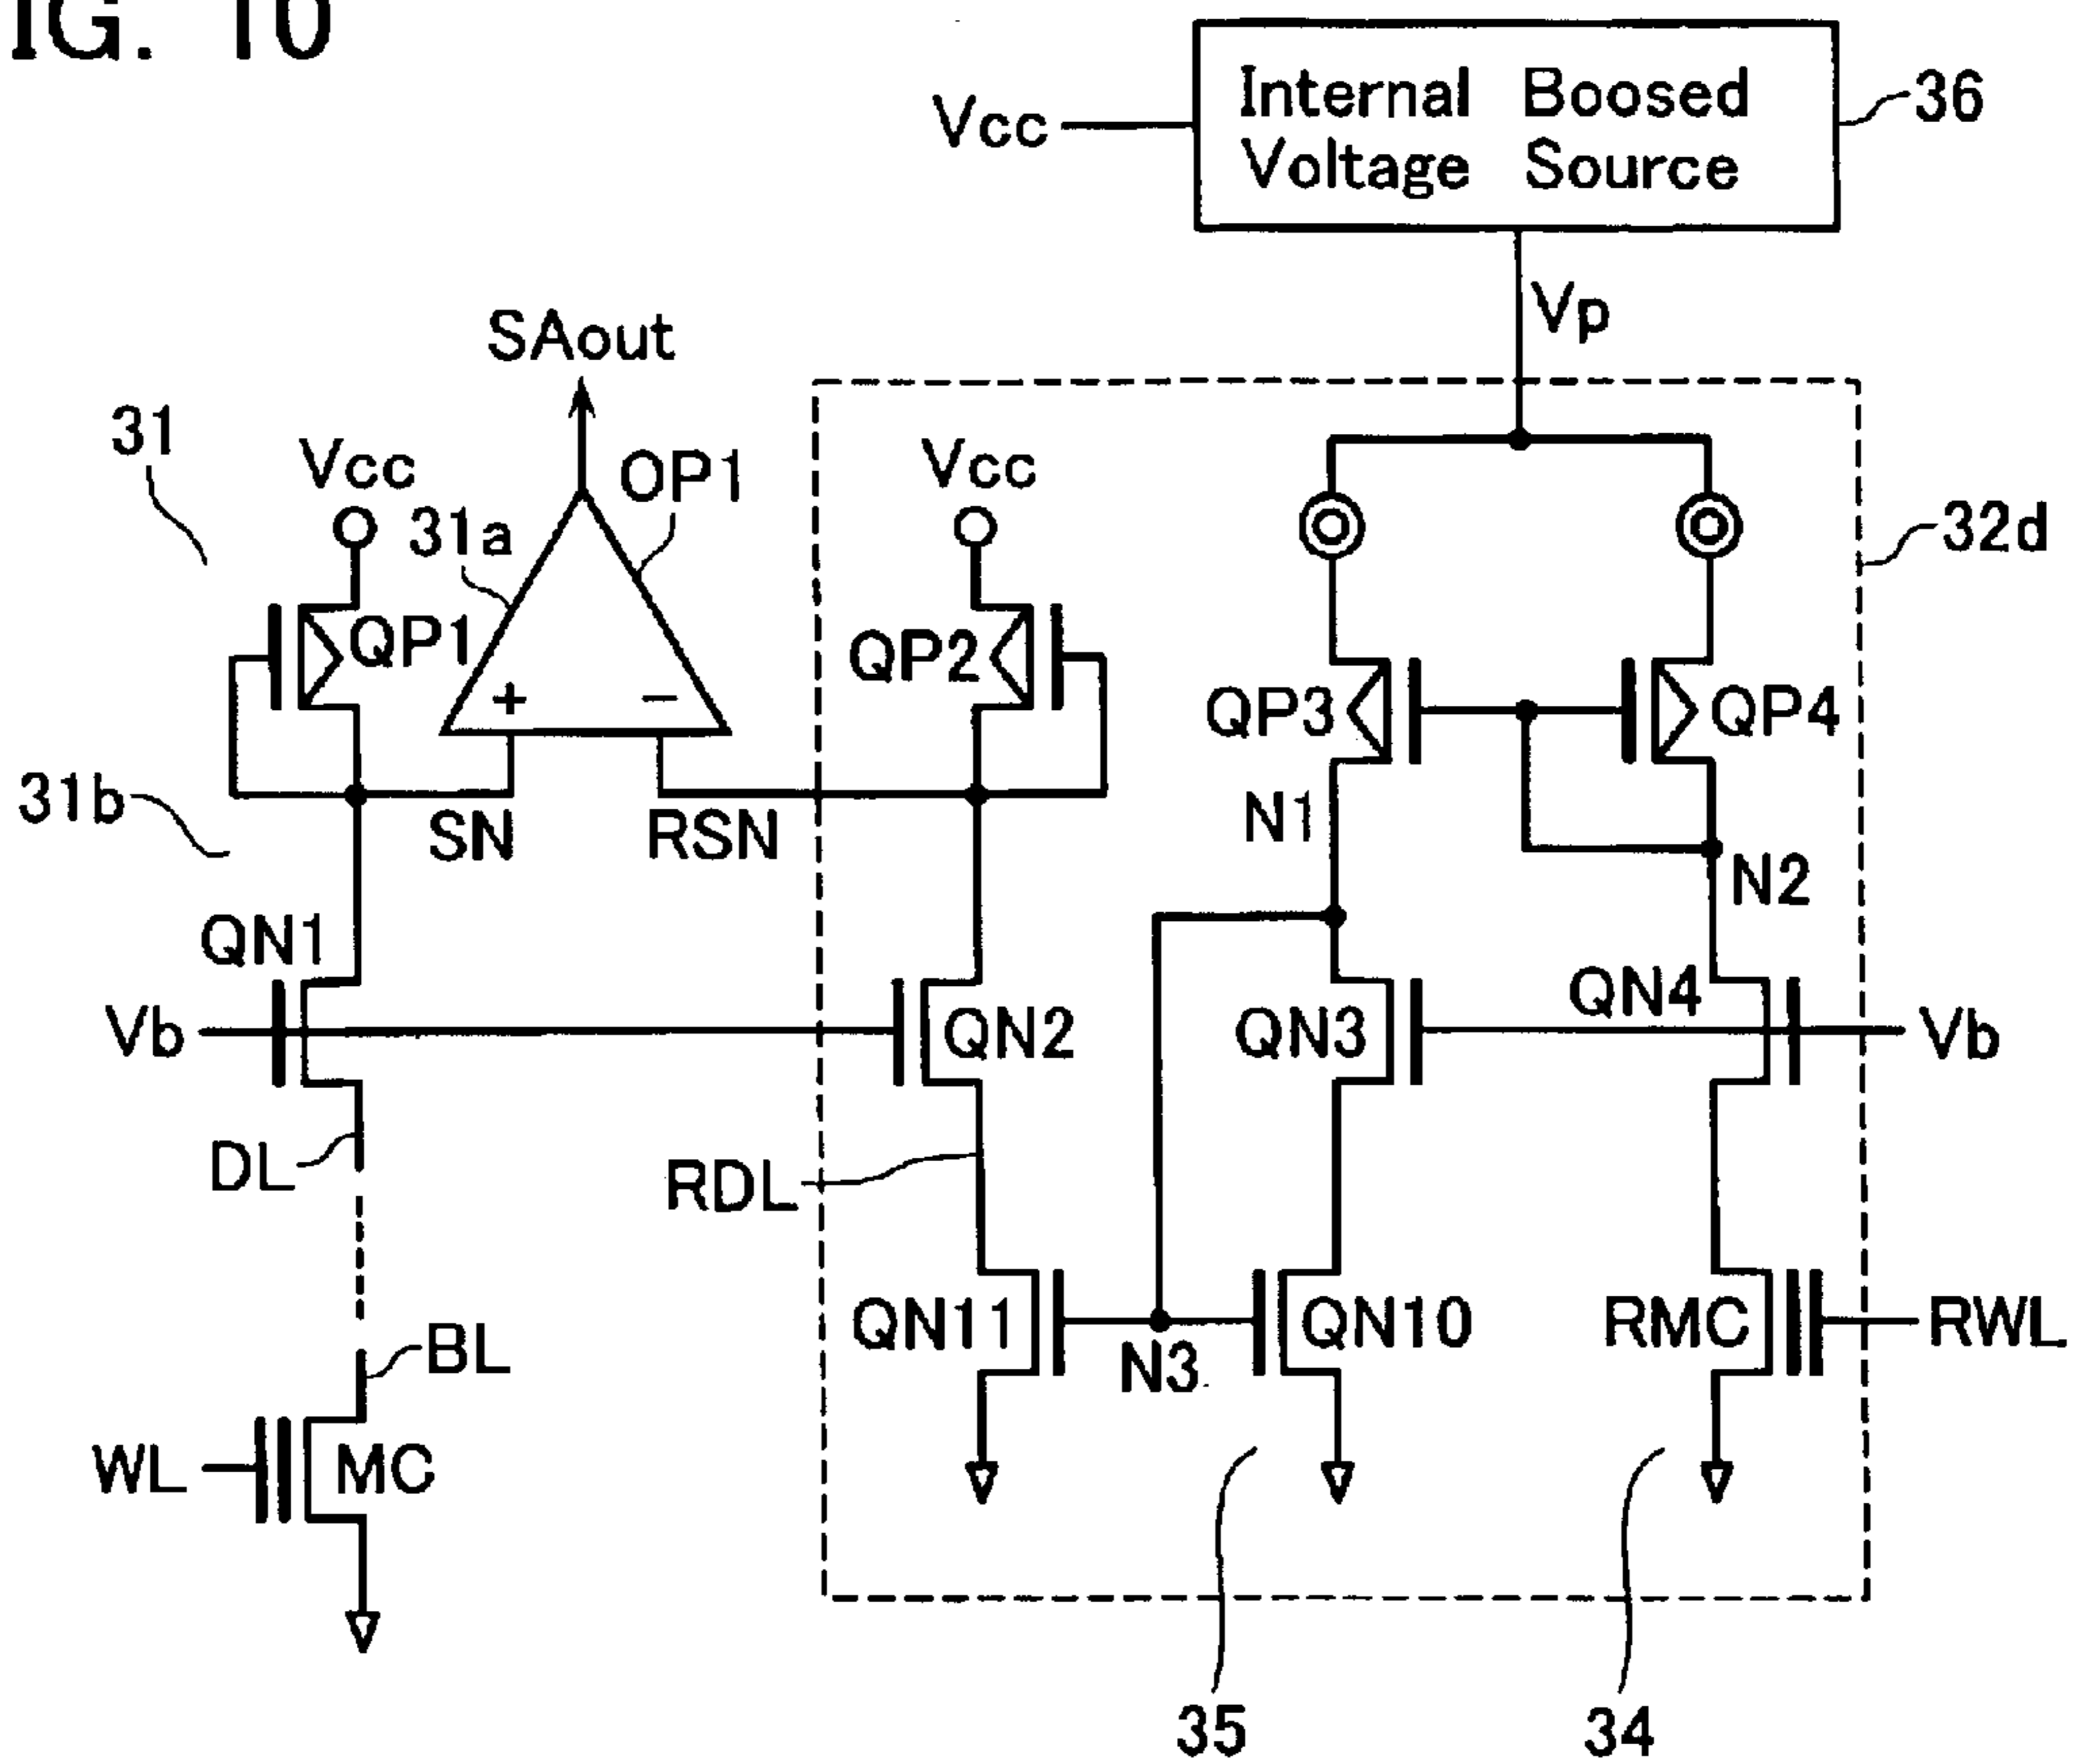 IG. 10
Internal Boosed
Voltage Source
36
Vcc
Vp
SAout
31
Vcc
OP1
Vcc
31a
32d
QP1
+
−
QP2
QP3
QP4
31b
SN
RSN
N1
N2
QN1
QN4
Vb
QN2
QN3
Vb
DL
RDL
QN11
N3
QN10
RMC
RWL
BL
WL
MC
35
34